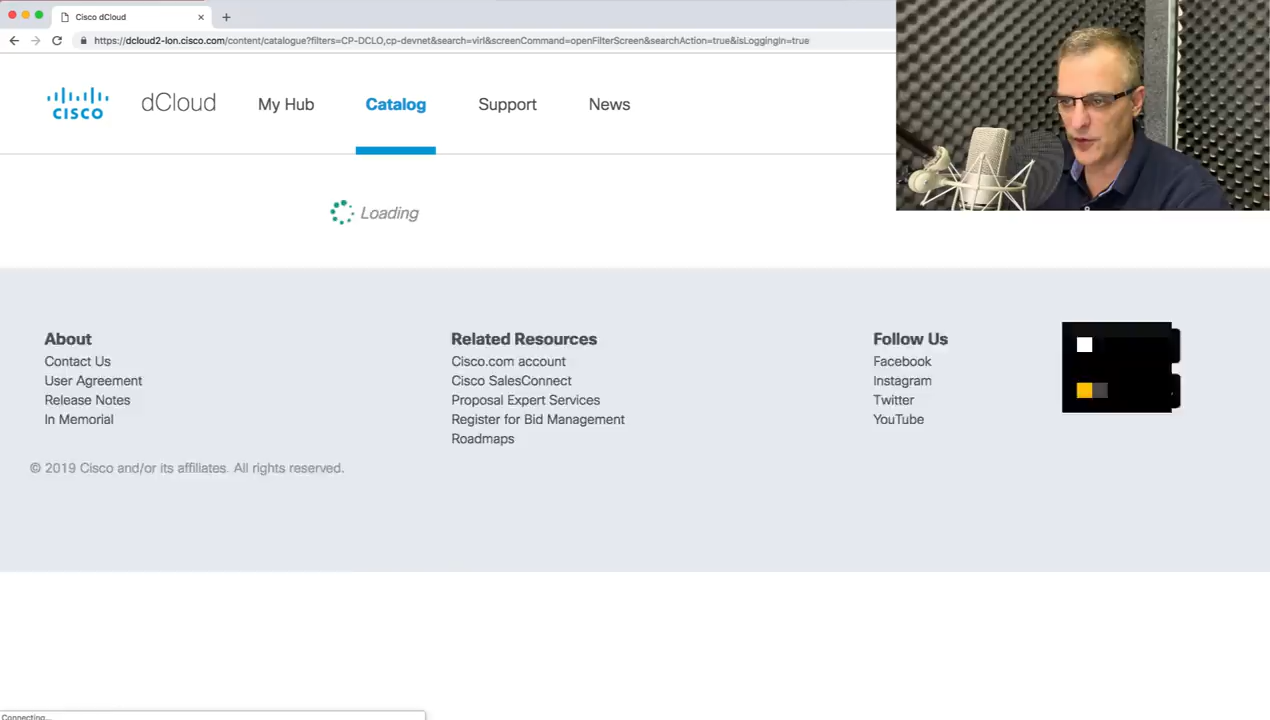 Cisco dCloud
https://dcloud2-lon.cisco.com/content/catalogue?filters=CP-DCLO,cp-devnet&search=virl&screenCommand=openFilterScreen&searchAction=true&isLoggingIn=true
CISCO
dCloud
My Hub
Catalog
Support
News
Loading
About
Contact Us
User Agreement
Release Notes
In Memorial
Related Resources
Cisco.com account
Cisco SalesConnect
Proposal Expert Services
Register for Bid Management
Roadmaps
Follow Us
Facebook
Instagram
Twitter
YouTube
© 2019 Cisco and/or its affiliates. All rights reserved.
Connecting...